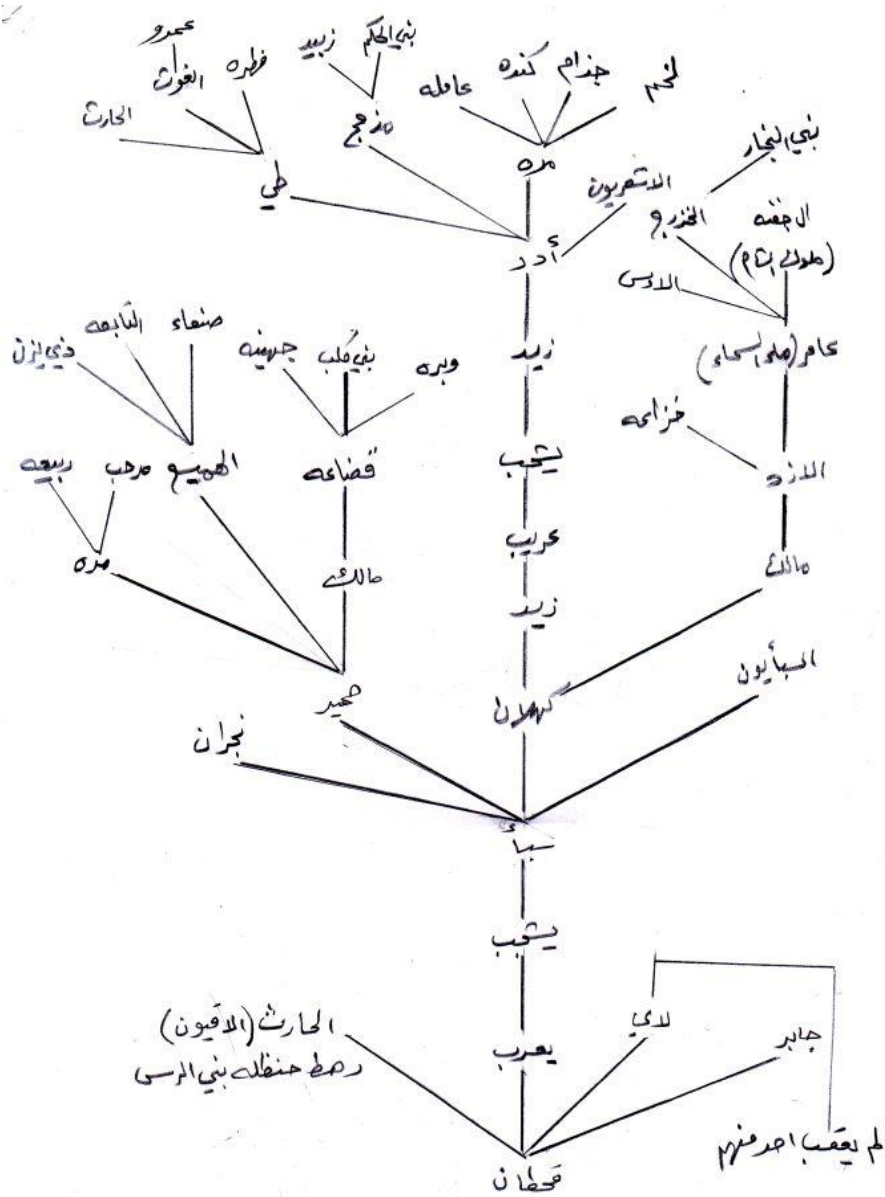 عمرو
بني الحكم
زبيد
فطره
الغوث
الحارث
لخم
جذام
كنده
عامله
مذحج
بني النجار
مره
طي
الاشعريون
الخزرج
ال جفنه
(ملوك الشام)
أدد
الاوس
صنعاء
التابعه
ذي يزن
وبره
بني كلب
جهينه
زيد
عامر (ماء السماء)
خزاعه
يشجب
قضاعه
الهميسع
مرحب
ربيعه
الازد
عريب
مره
مالك
مالك
زيد
السبأيون
كهلان
حمير
نجران
سبأ
يشجب
لاي
جابر
يعرب
الحارث (الاقيون)
رهط حنظله بني الرس
لم يعقب احد منهم
قحطان